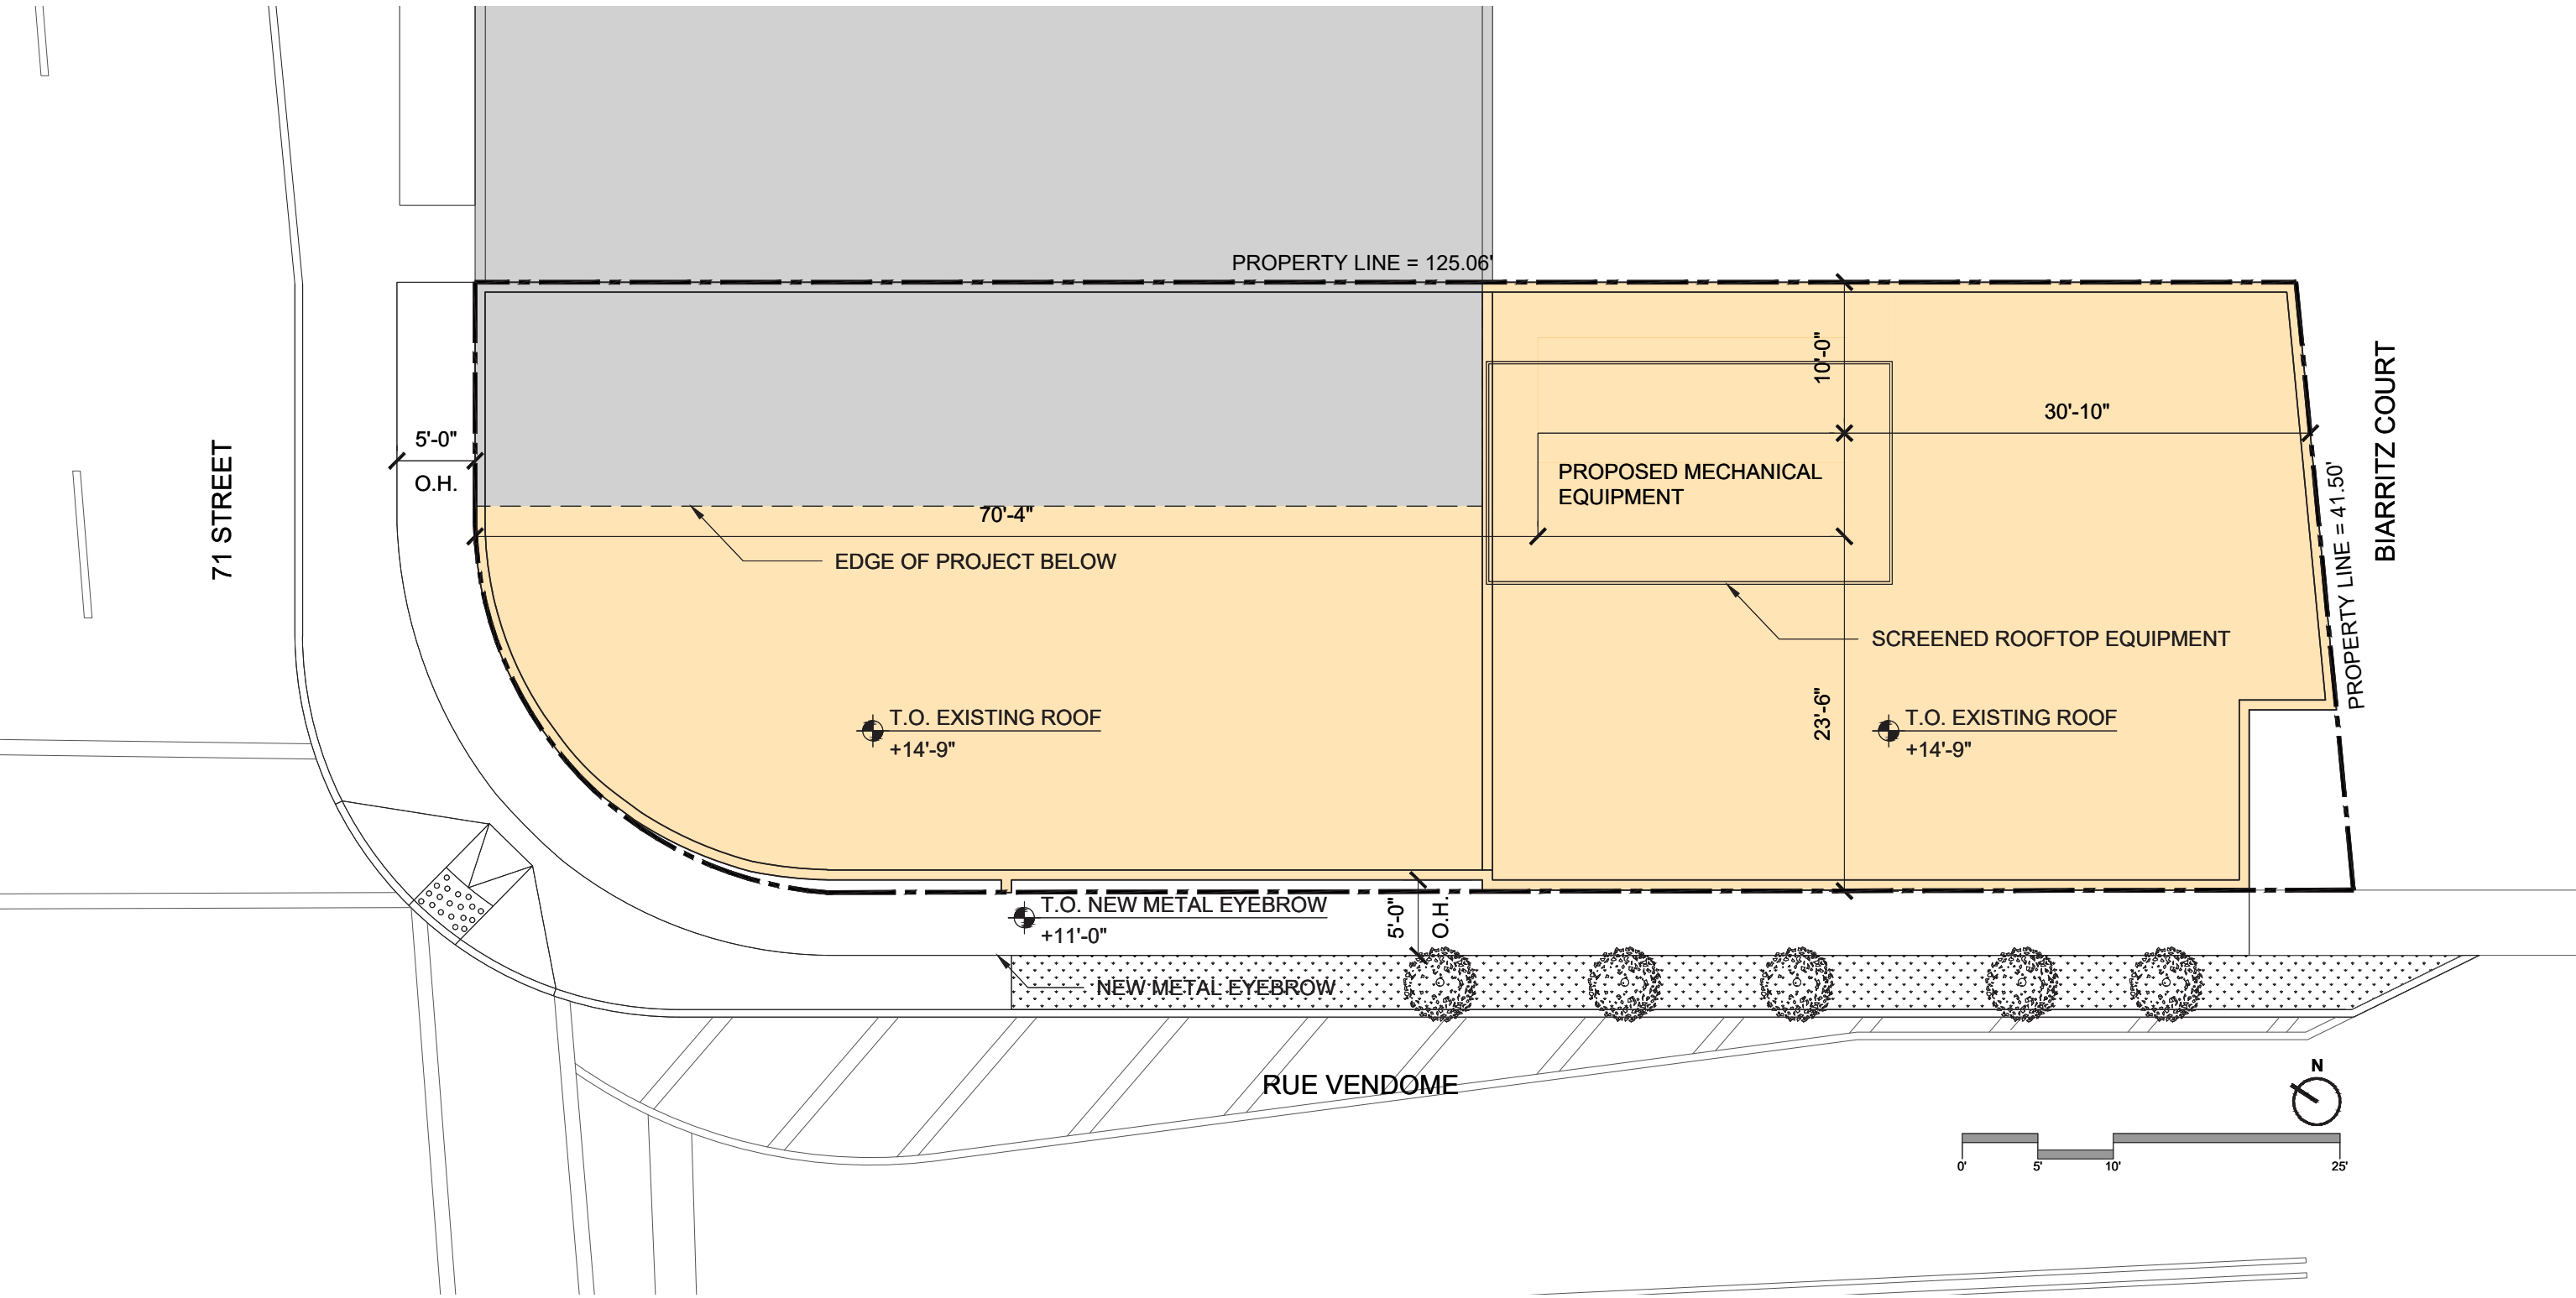 PROPERTY LINE = 125.06'
10'-0"
30'-10"
5'-0"
O.H.
PROPOSED MECHANICAL
EQUIPMENT
70'-4"
EDGE OF PROJECT BELOW
71 STREET
BIARRITZ COURT
PROPERTY LINE = 41.50'
SCREENED ROOFTOP EQUIPMENT
T.O. EXISTING ROOF
+14'-9"
23'-6"
T.O. EXISTING ROOF
+14'-9"
T.O. NEW METAL EYEBROW
+11'-0"
5'-0"
O.H.
NEW METAL EYEBROW
RUE VENDOME
N
0'
5'
10'
25'